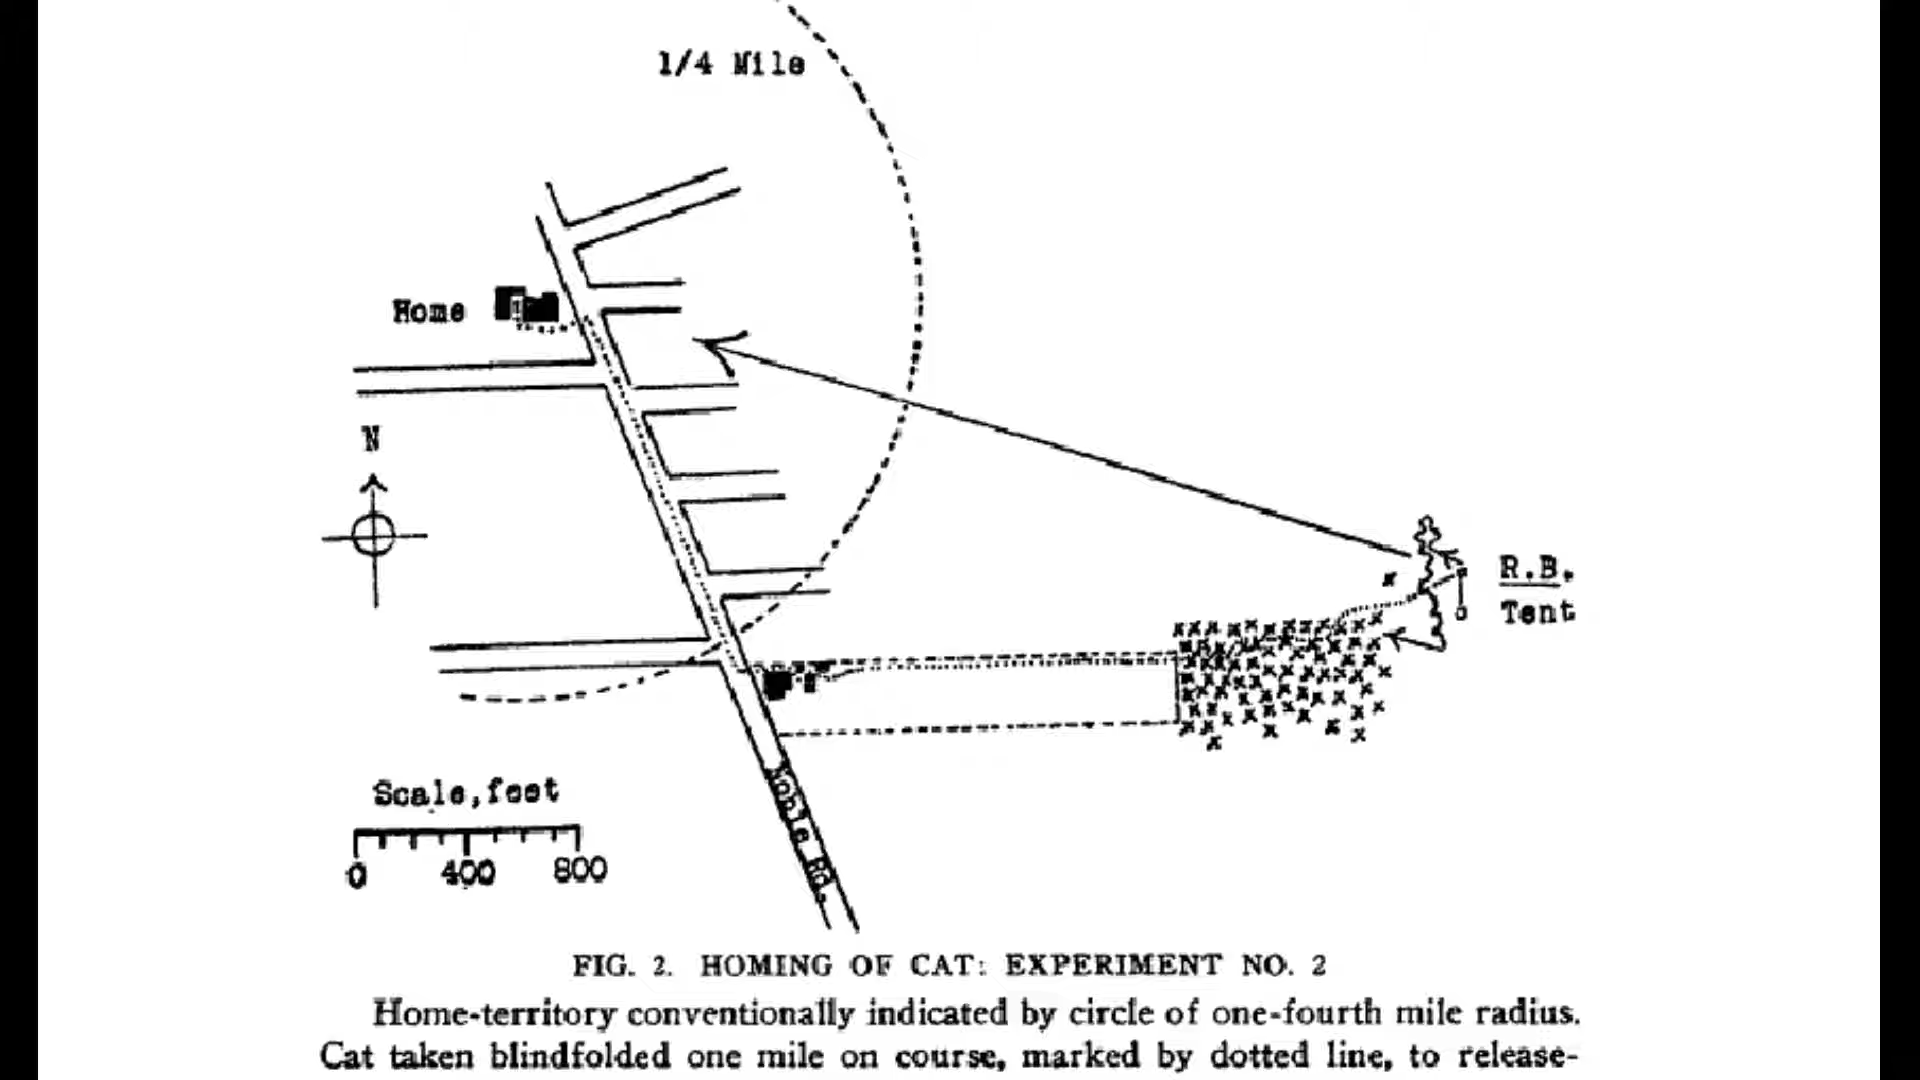 1/4 Mile
Home
N
R.B.
Tent
Scale,feet
0 400 800
Noble Rd.
FIG. 2. HOMING OF CAT: EXPERIMENT NO. 2
Home-territory conventionally indicated by circle of one-fourth mile radius.
Cat taken blindfolded one mile on course, marked by dotted line, to release-